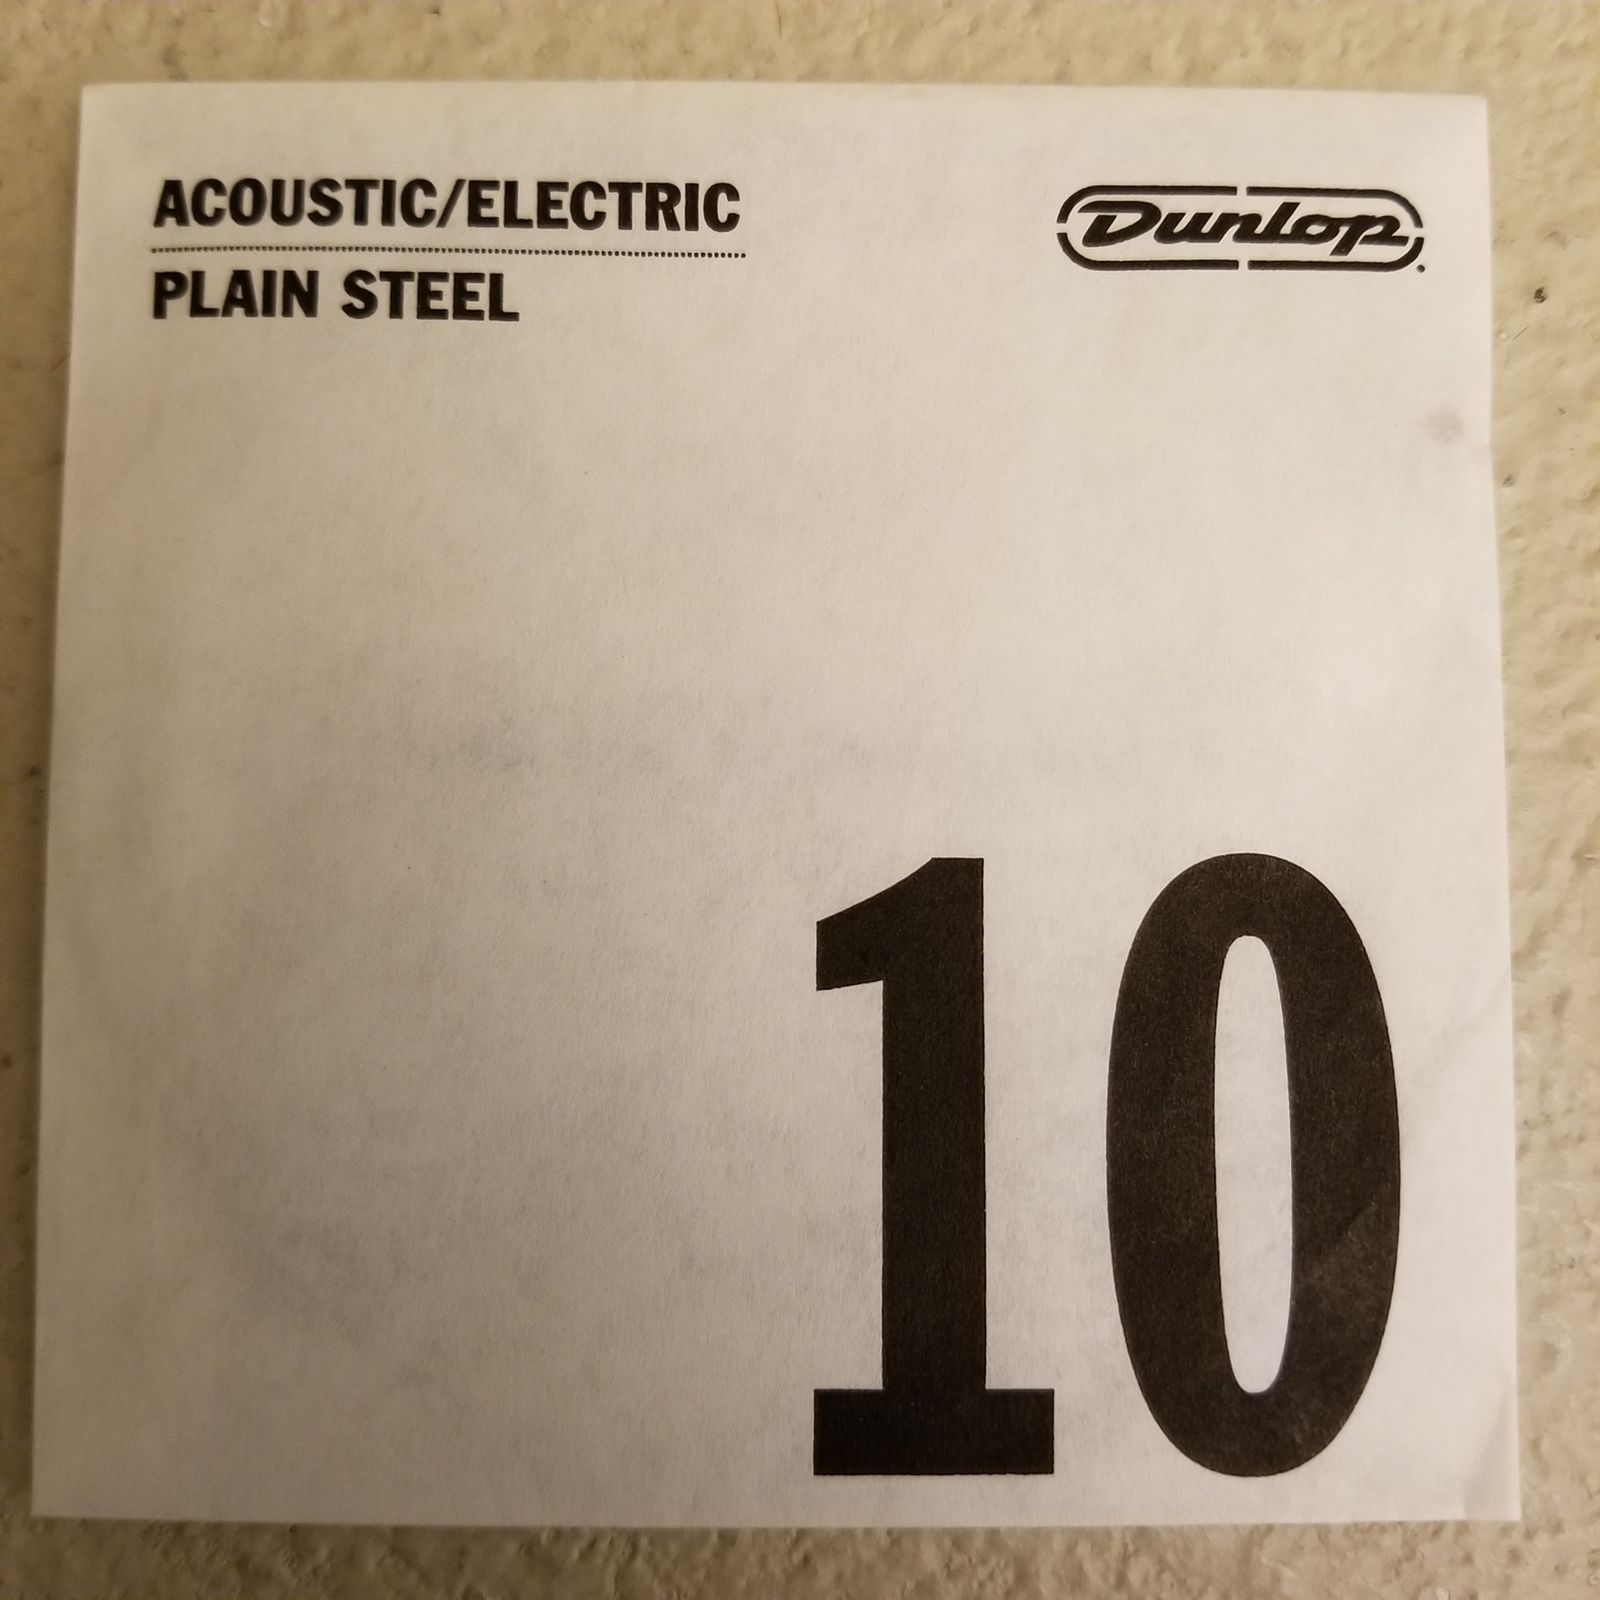 ACOUSTIC/ELECTRIC
PLAIN STEEL
Dunlop
10